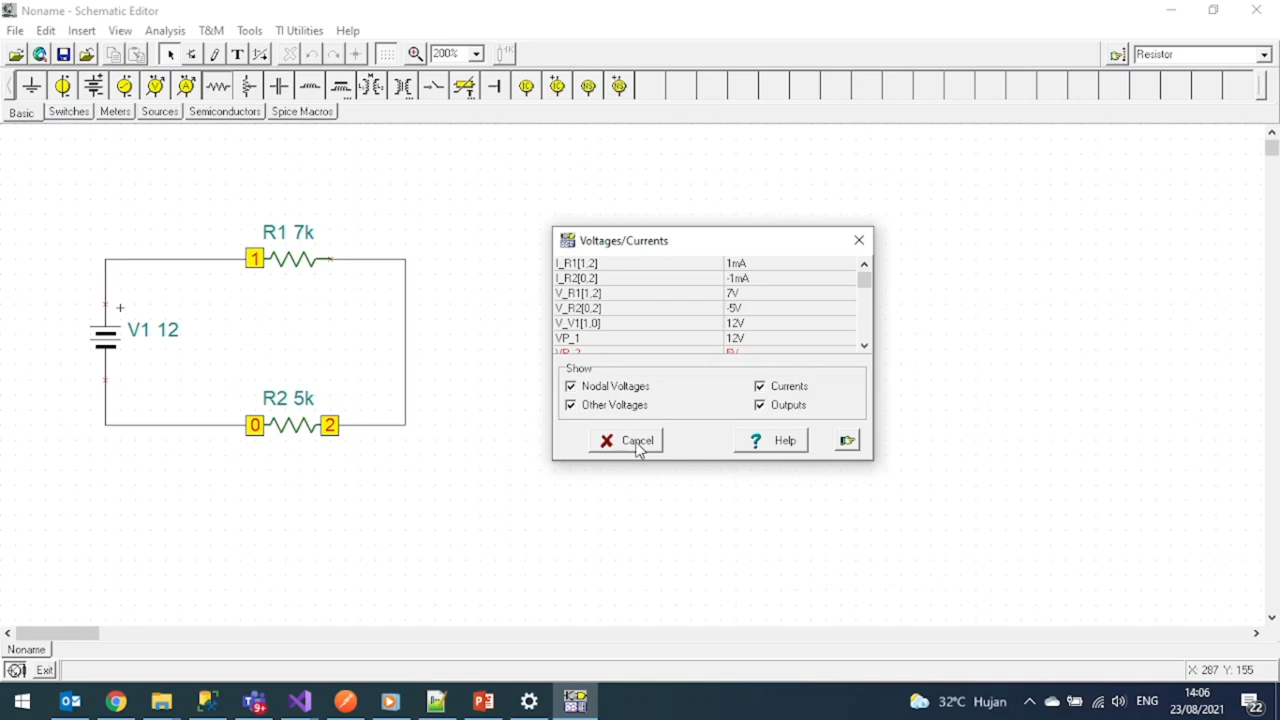 Noname - Schematic Editor
File Edit Insert View Analysis T&M Tools TI Utilities Help
200%
Resistor
Basic Switches Meters Sources Semiconductors Spice Macros
R1 7k
1
+
V1 12
R2 5k
0 2
Voltages/Currents
I_R1[1,2] 1mA
I_R2[0,2] -1mA
V_R1[1,2] 7V
V_R2[0,2] -5V
V_V1[1,0] 12V
VP_1 12V
VP_2 5V
Show
Nodal Voltages Currents
Other Voltages Outputs
Cancel Help
Noname
Exit
X: 287 Y: 155
9+
32°C Hujan
ENG
14:06
23/08/2021
22